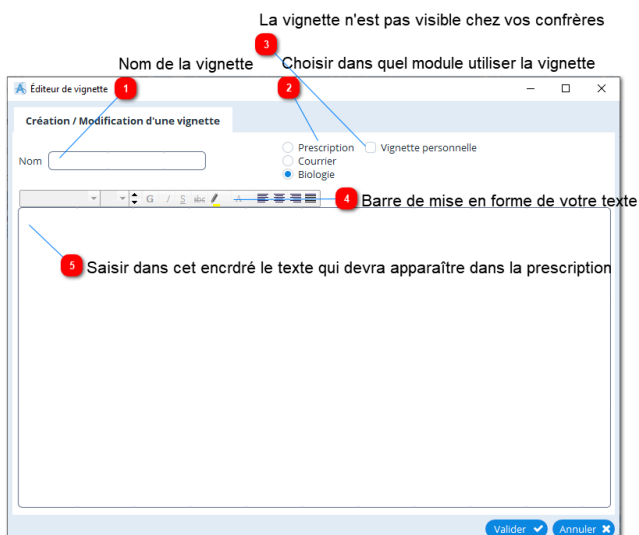 La vignette n'est pas visible chez vos confrères
3
Nom de la vignette
Choisir dans quel module utiliser la vignette
Éditeur de vignette
1
2
Création / Modification d'une vignette
Prescription
Vignette personnelle
Nom
Courrier
Biologie
G I S abc A
4
Barre de mise en forme de votre texte
5
Saisir dans cet encrdré le texte qui devra apparaître dans la prescription
Valider
Annuler